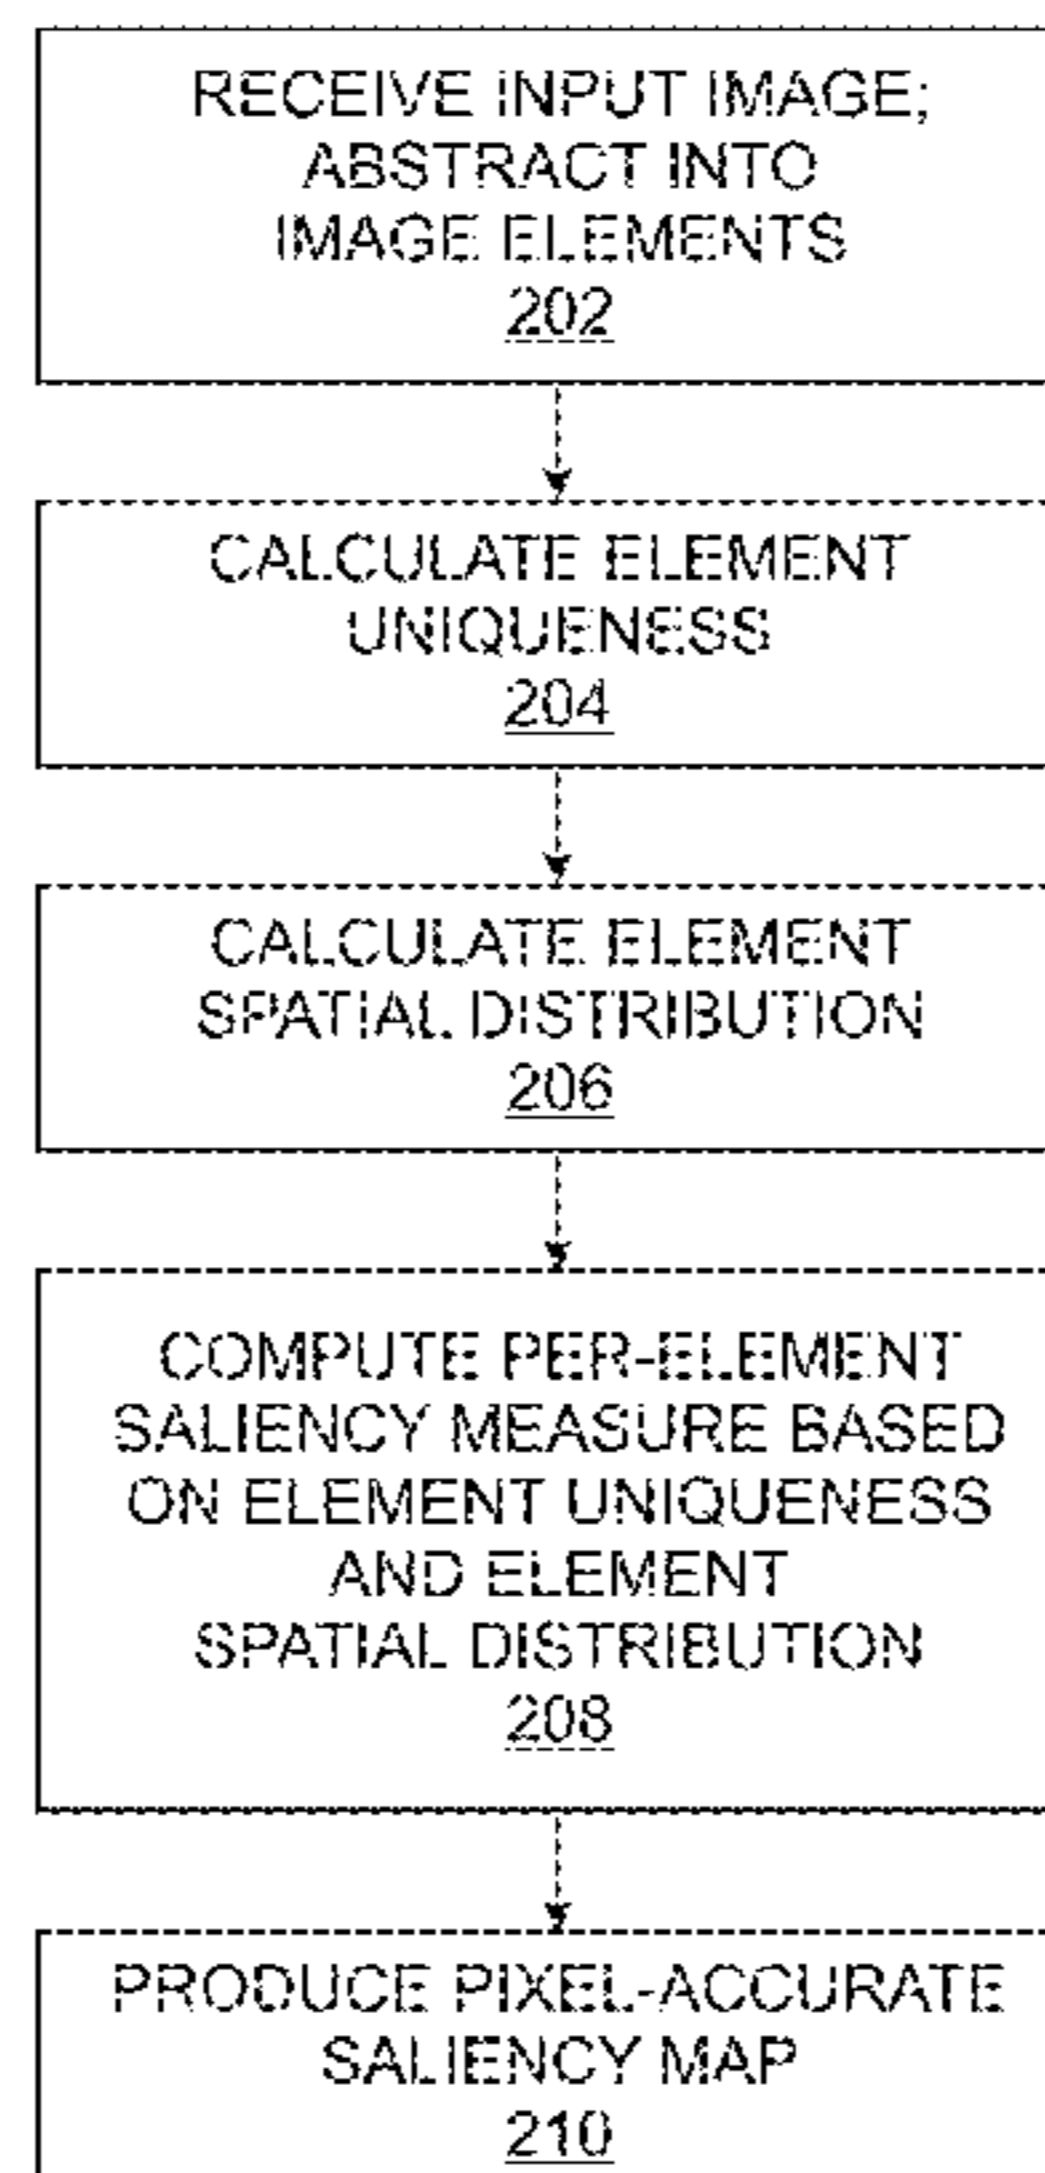 RECEIVE INPUT IMAGE;
ABSTRACT INTO
IMAGE ELEMENTS
202
CALCULATE ELEMENT
UNIQUENESS
204
CALCULATE ELEMENT
SPATIAL DISTRIBUTION
206
COMPUTE PER-ELEMENT
SALIENCY MEASURE BASED
ON ELEMENT UNIQUENESS
AND ELEMENT
SPATIAL DISTRIBUTION
208
PRODUCE PIXEL-ACCURATE
SALIENCY MAP
210